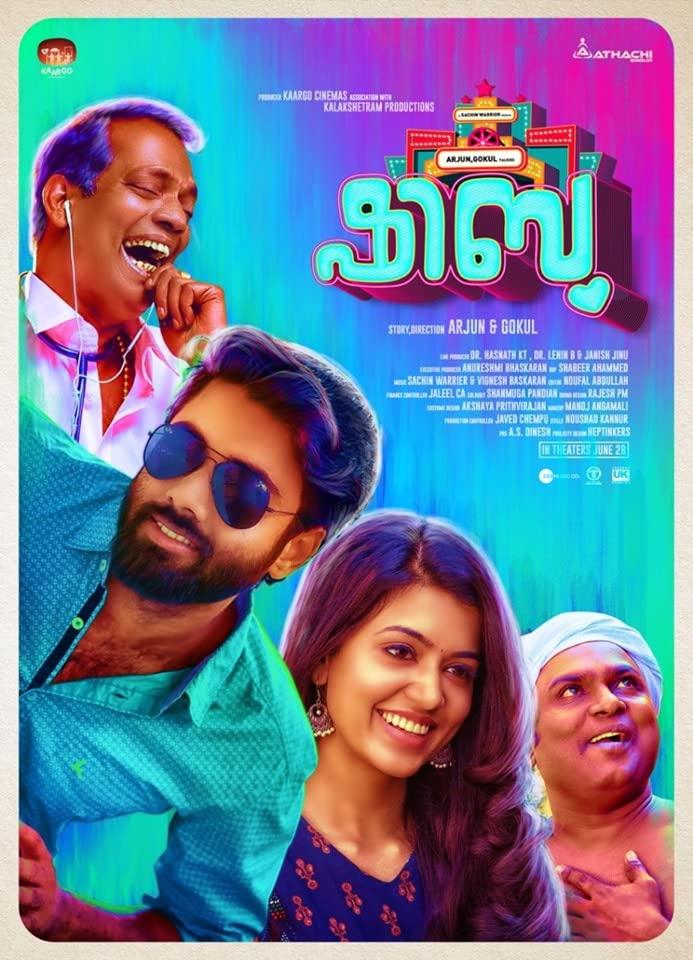 KAARGO
ATHACHI
PRODUCER KAARGO CINEMAS ASSOCIATION WITH
KALAKSHETRAM PRODUCTIONS
A SACHIN WARRIER MUSICAL
ARJUN,GOKUL TALKIES
ഷിബു
STORY,DIRECTION ARJUN & GOKUL
LINE PRODUCER DR. HASNATH KT , DR. LENIN B & JANISH JINU
EXECUTIVE PRODUCER ANURESHMI BHASKARAN DOP SHABEER AHAMMED
MUSIC SACHIN WARRIER & VIGNESH BASKARAN EDITOR NOUFAL ABDULLAH
FINANCE CONTROLLER JALEEL CA COLOURIST SHANMUGA PANDIAN SOUND DESIGN RAJESH PM
COSTUME DESIGN AKSHAYA PRITHVIRAJAN MAKEUP MANOJ ANGAMALI
PRODUCTION CONTROLLER JAVED CHEMPU STILLS NOUSHAD KANNUR
PRO A.S. DINESH PUBLICITY DESIGN HEPTINKERS
IN THEATERS JUNE 28
MUSIC CO.
UK